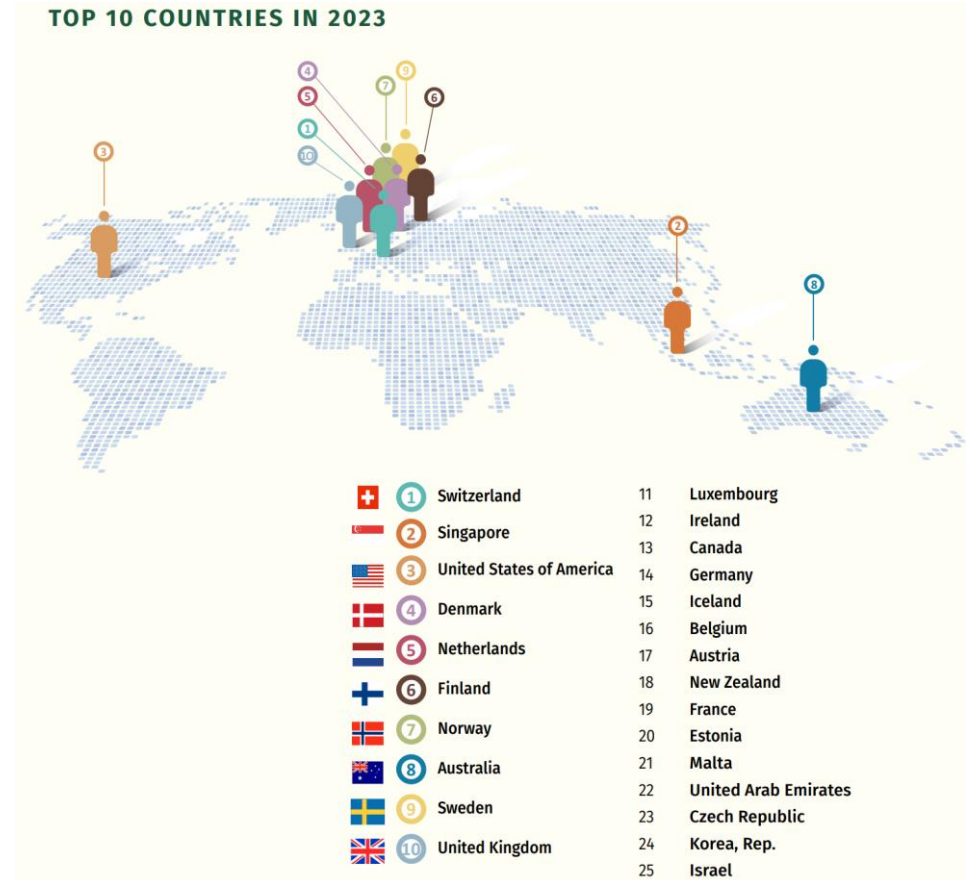 TOP 10 COUNTRIES IN 2023
4
9
5
7
6
1
10
3
2
8
1 Switzerland
2 Singapore
3 United States of America
4 Denmark
5 Netherlands
6 Finland
7 Norway
8 Australia
9 Sweden
10 United Kingdom
11 Luxembourg
12 Ireland
13 Canada
14 Germany
15 Iceland
16 Belgium
17 Austria
18 New Zealand
19 France
20 Estonia
21 Malta
22 United Arab Emirates
23 Czech Republic
24 Korea, Rep.
25 Israel